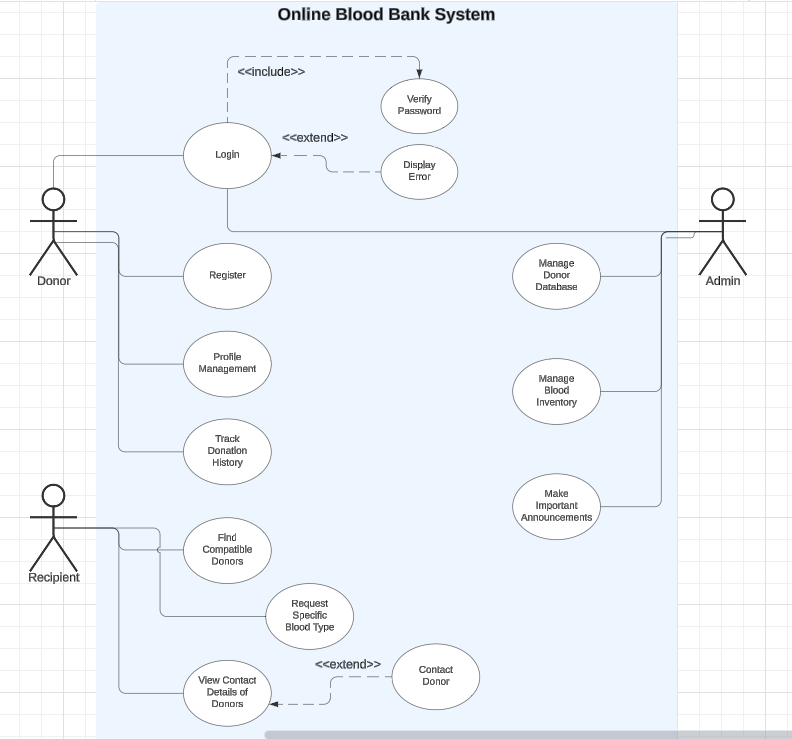 Online Blood Bank System
<<include>>
Verify
Password
<<extend>>
Login
Display
Error
Donor
Admin
Register
Manage
Donor
Database
Profile
Management
Manage
Blood
Inventory
Track
Donation
History
Make
Important
Announcements
Recipient
Find
Compatible
Donors
Request
Specific
Blood Type
<<extend>>
View Contact
Details of
Donors
Contact
Donor